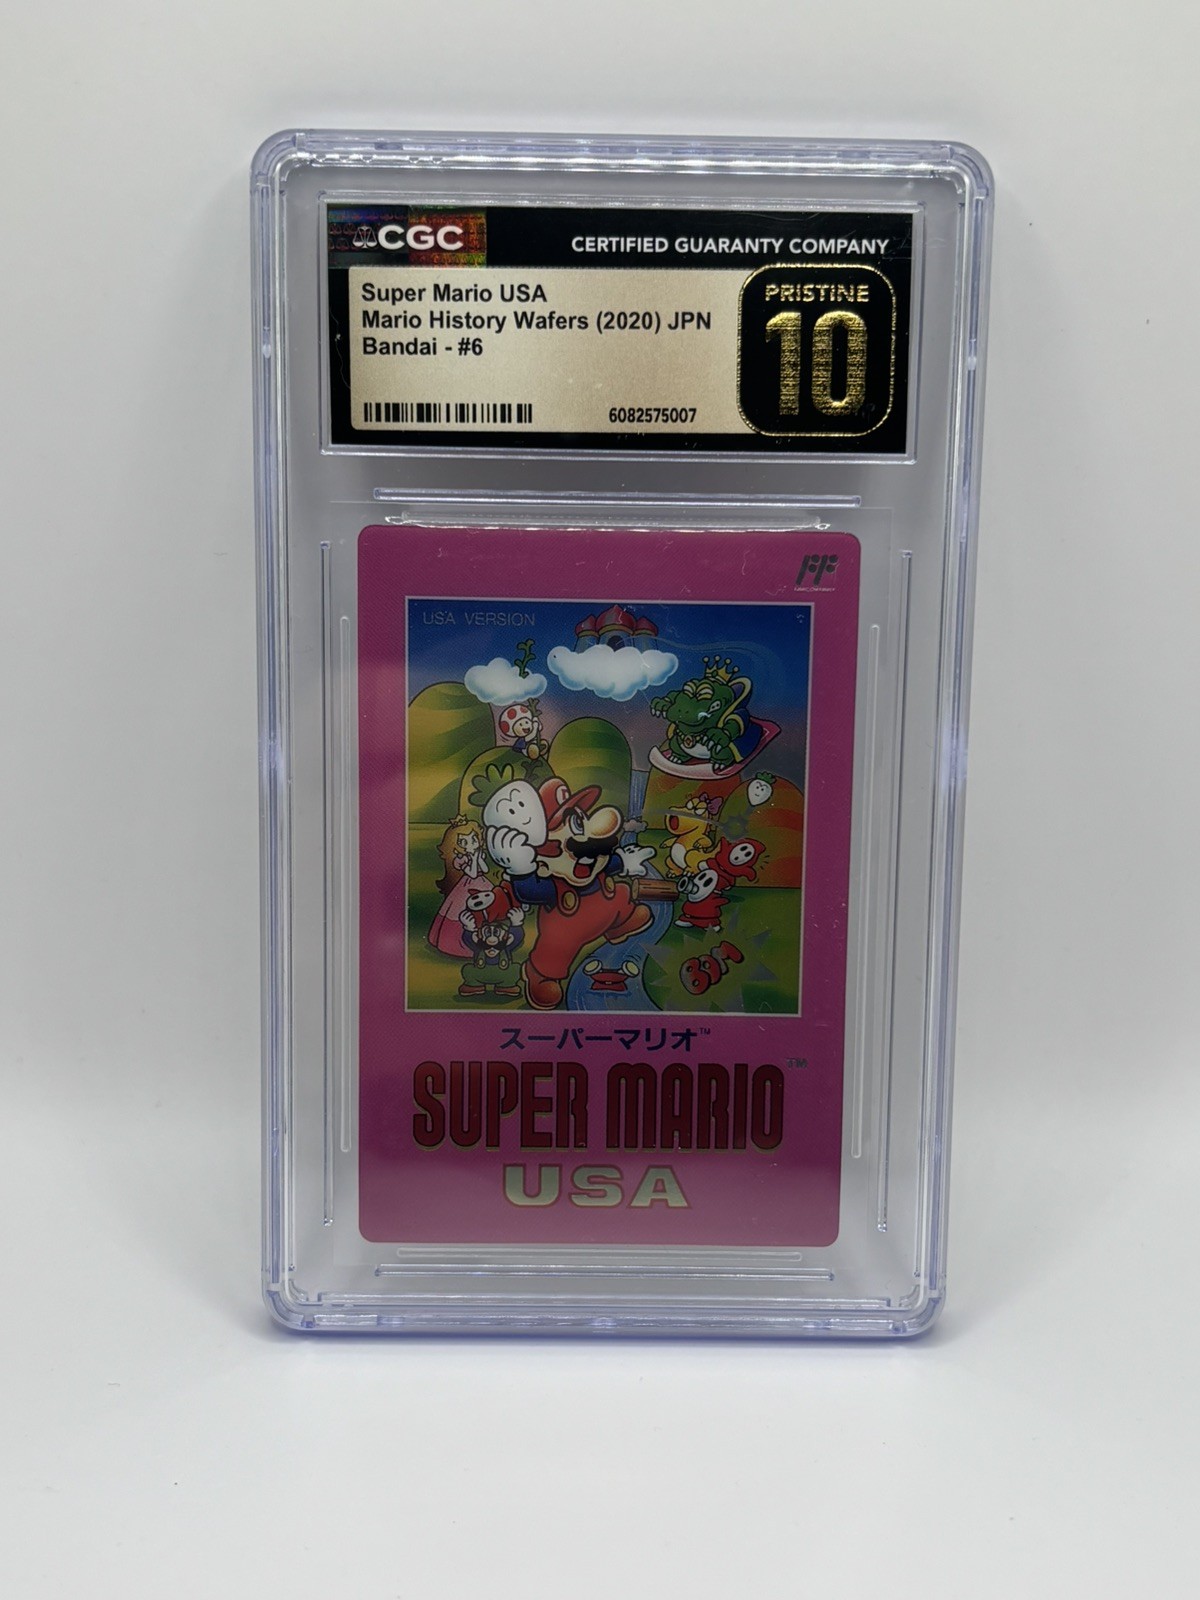 CGC
CERTIFIED GUARANTY COMPANY
Super Mario USA
Mario History Wafers (2020) JPN
Bandai - #6
6082575007
PRISTINE
10
USA VERSION
BOM
スーパーマリオ™
SUPER MARIO™
USA